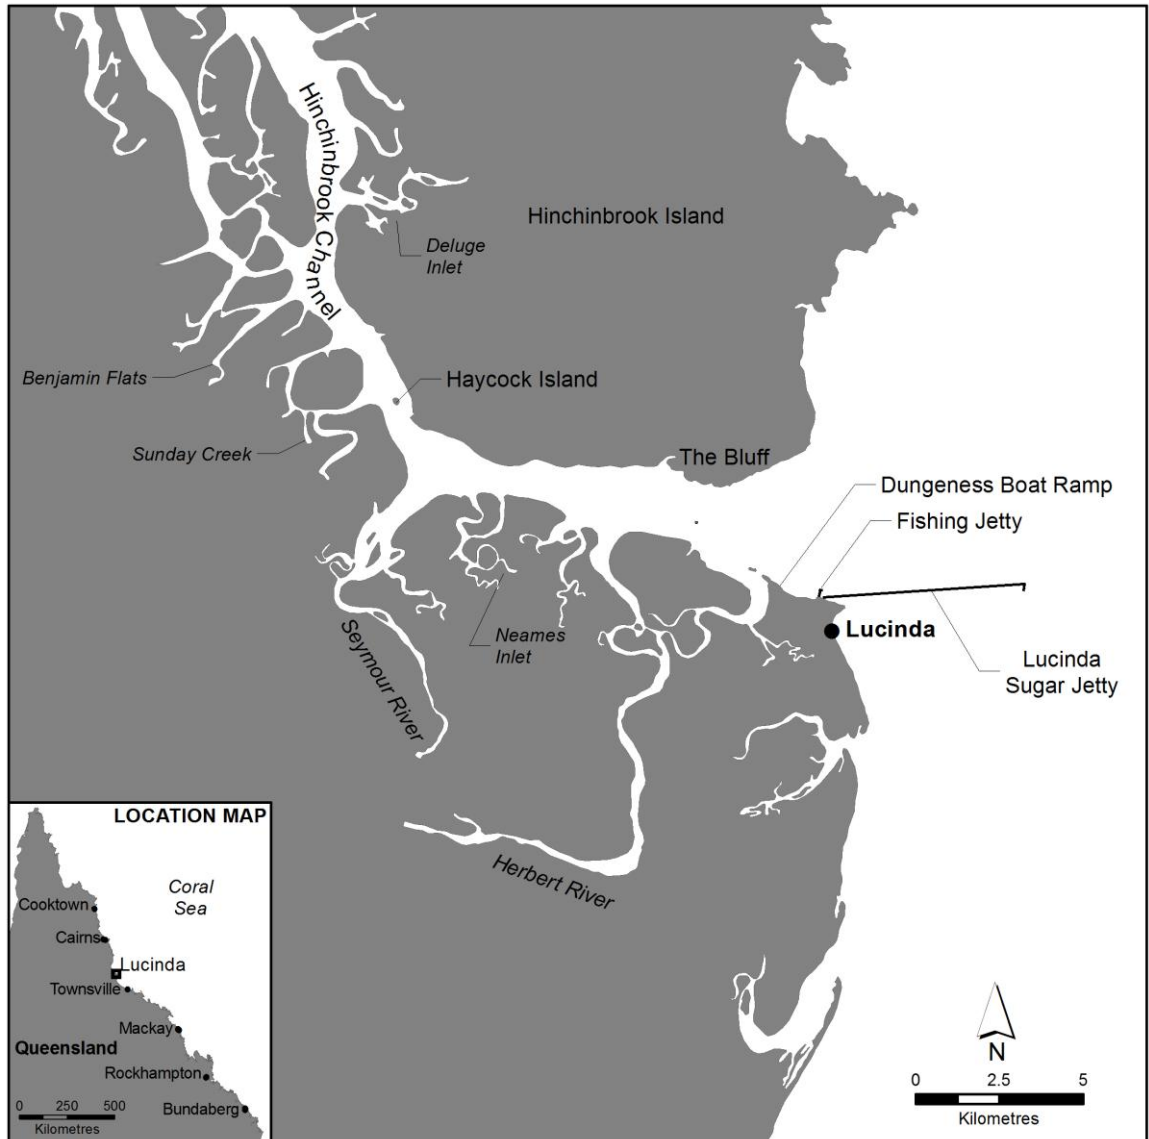 Hinchinbrook Channel
Hinchinbrook Island
Deluge
Inlet
Benjamin Flats
Haycock Island
Sunday Creek
The Bluff
Dungeness Boat Ramp
Fishing Jetty
Lucinda
Lucinda
Sugar Jetty
Neames
Inlet
Seymour River
Herbert River
LOCATION MAP
Coral
Sea
Cooktown
Cairns
Lucinda
Townsville
Mackay
Queensland
Rockhampton
Bundaberg
0 250 500
Kilometres
N
0 2.5 5
Kilometres